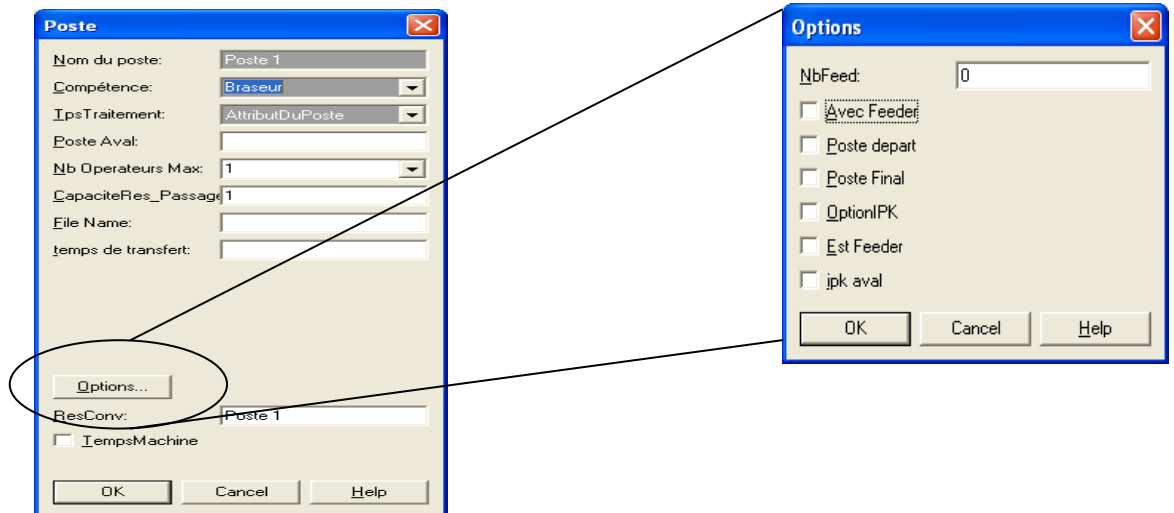 Poste
Nom du poste: Poste 1
Compétence: Braseur
TpsTraitement: AttributDuPoste
Poste Aval:
Nb Operateurs Max: 1
CapaciteRes_Passage 1
File Name:
temps de transfert:
Options...
ResConv: Poste 1
TempsMachine
OK Cancel Help
Options
NbFeed: 0
Avec Feeder
Poste depart
Poste Final
OptionIPK
Est Feeder
ipk aval
OK Cancel Help